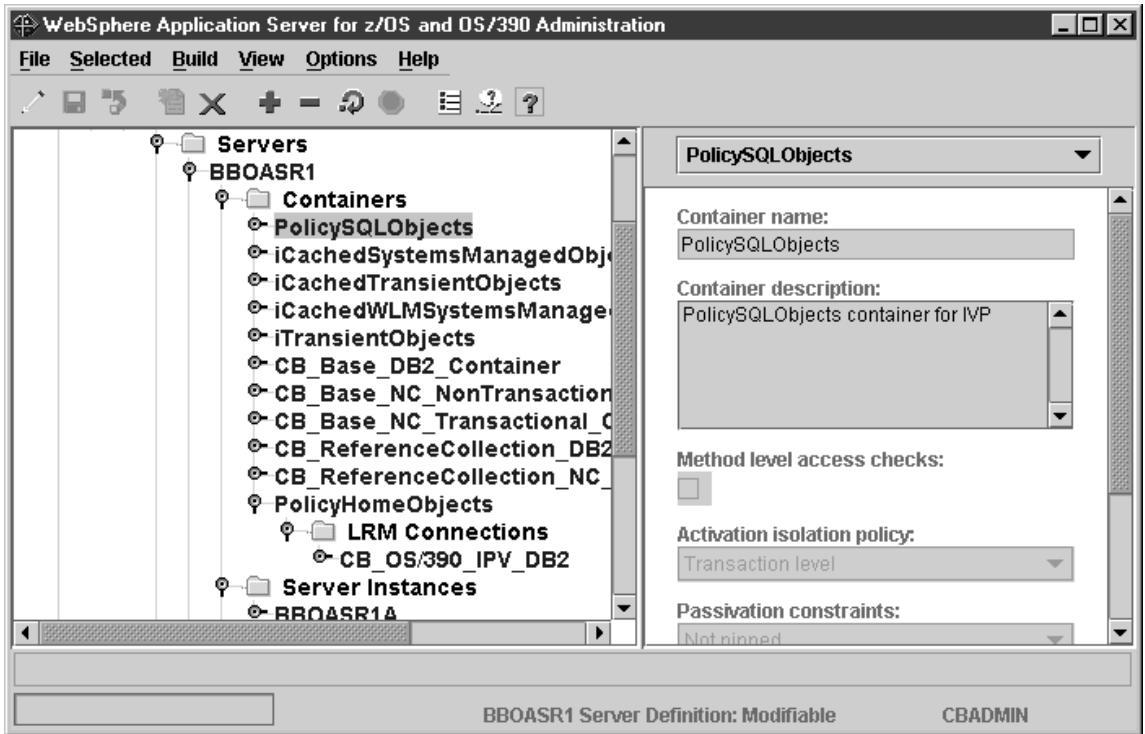 WebSphere Application Server for z/OS and OS/390 Administration
File Selected Build View Options Help
Servers
BBOASR1
Containers
PolicySQLObjects
iCachedSystemsManagedObj
iCachedTransientObjects
iCachedWLMSystemsManage
iTransientObjects
CB_Base_DB2_Container
CB_Base_NC_NonTransaction
CB_Base_NC_Transactional_C
CB_ReferenceCollection_DB2
CB_ReferenceCollection_NC_
PolicyHomeObjects
LRM Connections
CB_OS/390_IPV_DB2
Server Instances
BBOASR1A
PolicySQLObjects
Container name:
PolicySQLObjects
Container description:
PolicySQLObjects container for IVP
Method level access checks:
Activation isolation policy:
Transaction level
Passivation constraints:
Not pinned
BBOASR1 Server Definition: Modifiable CBADMIN